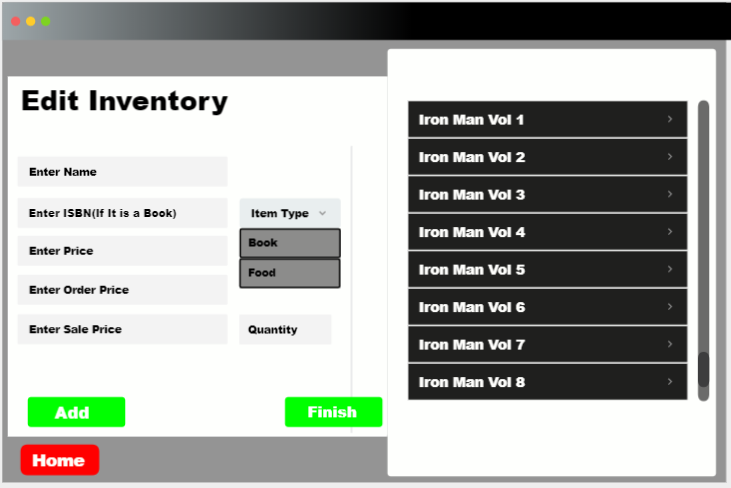 Edit Inventory
Enter Name
Enter ISBN(If It is a Book)
Item Type
Enter Price
Book
Food
Enter Order Price
Enter Sale Price
Quantity
Add
Finish
Home
Iron Man Vol 1
Iron Man Vol 2
Iron Man Vol 3
Iron Man Vol 4
Iron Man Vol 5
Iron Man Vol 6
Iron Man Vol 7
Iron Man Vol 8